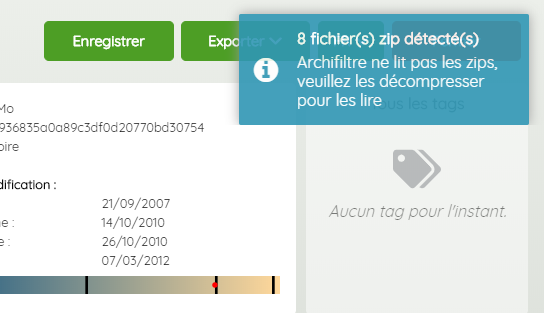 Enregistrer
Exporter
8 fichier(s) zip détecté(s)
Archifiltre ne lit pas les zips,
veuillez les décompresser
pour les lire
Tous les tags
Mo
936835a0a89c3df0d20770bd30754
oire
dification :
21/09/2007
e :
14/10/2010
e :
26/10/2010
07/03/2012
Aucun tag pour l'instant.